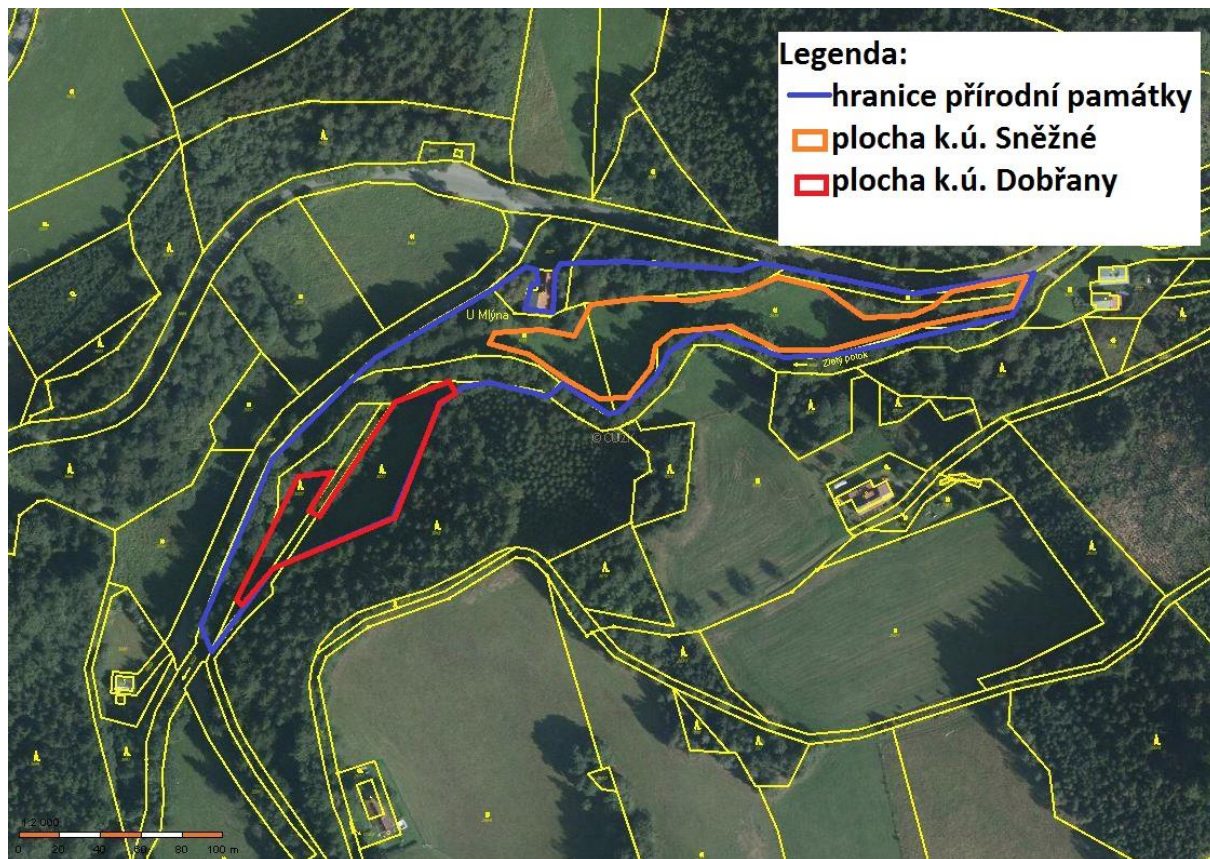 Legenda:
hranice přírodní památky
plocha k.ú. Sněžné
plocha k.ú. Dobřany
U Mlýna
Zlatý potok
© ČÚZK
1:2 000
0 20 40 60 80 100 m